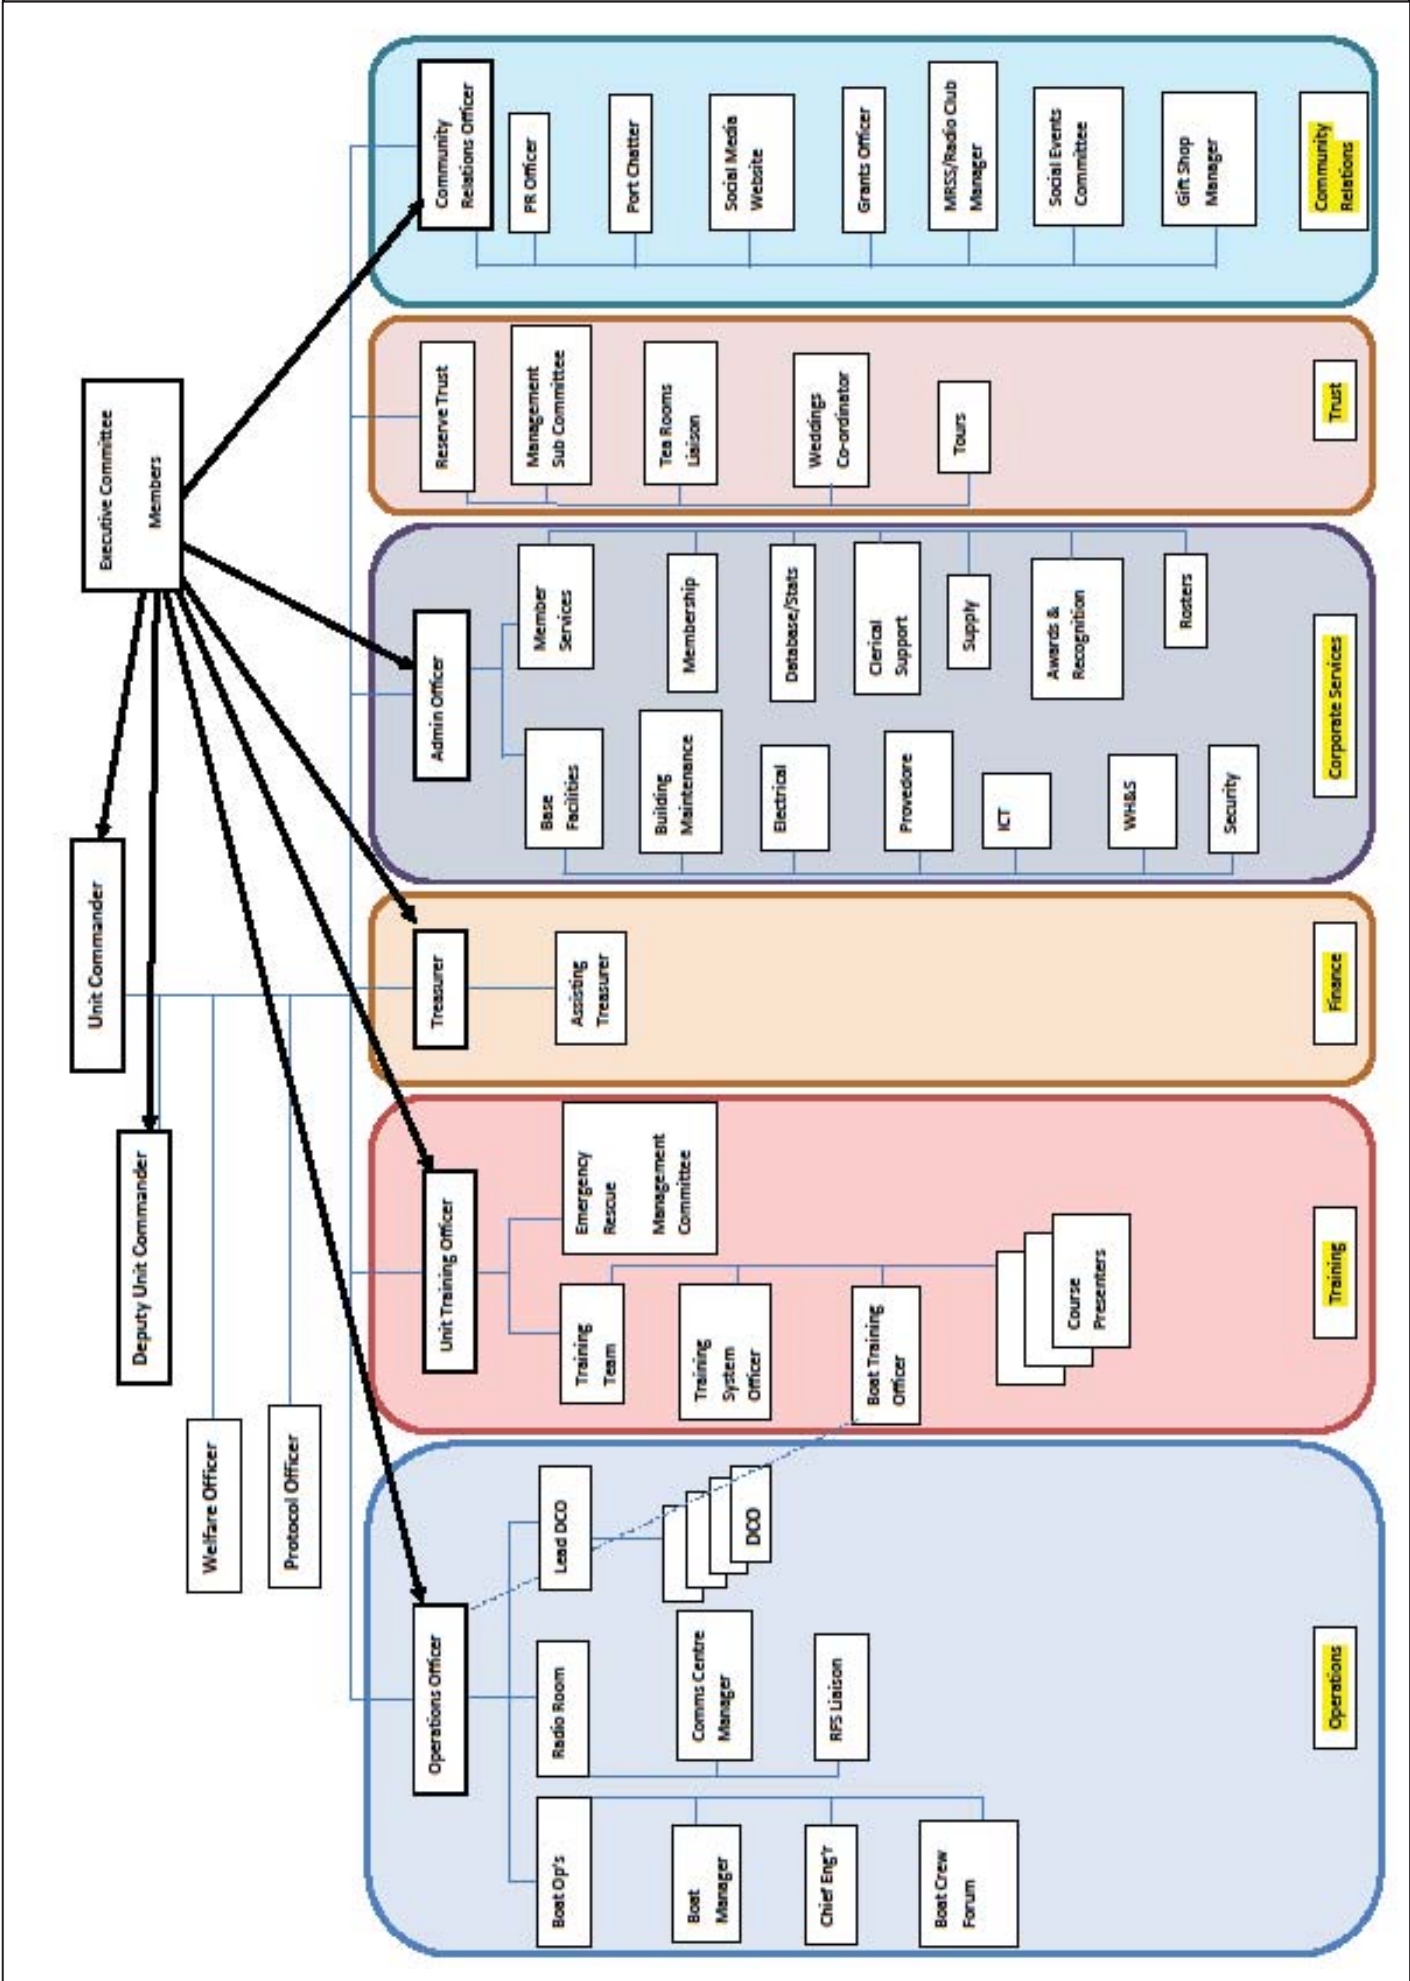 Executive Committee
Members
Unit Commander
Deputy Unit Commander
Welfare Officer
Protocol Officer
Operations Officer
Boat Op's
Boat
Manager
Chief Eng'r
Boat Crew
Forum
Radio Room
Comms Centre
Manager
RFS Liaison
Lead DCO
DCO
Operations
Unit Training Officer
Training
Team
Training
System
Officer
Boat Training
Officer
Course
Presenters
Emergency
Rescue
Management
Committee
Training
Treasurer
Assisting
Treasurer
Finance
Admin Officer
Base
Facilities
Building
Maintenance
Electrical
Provedore
ICT
WH&S
Security
Member
Services
Membership
Database/Stats
Clerical
Support
Supply
Awards &
Recognition
Rosters
Corporate Services
Reserve Trust
Management
Sub Committee
Tea Rooms
Liaison
Weddings
Co-ordinator
Tours
Trust
Community
Relations Officer
PR Officer
Port Chatter
Social Media
Website
Grants Officer
MRSS/Radio Club
Manager
Social Events
Committee
Gift Shop
Manager
Community
Relations